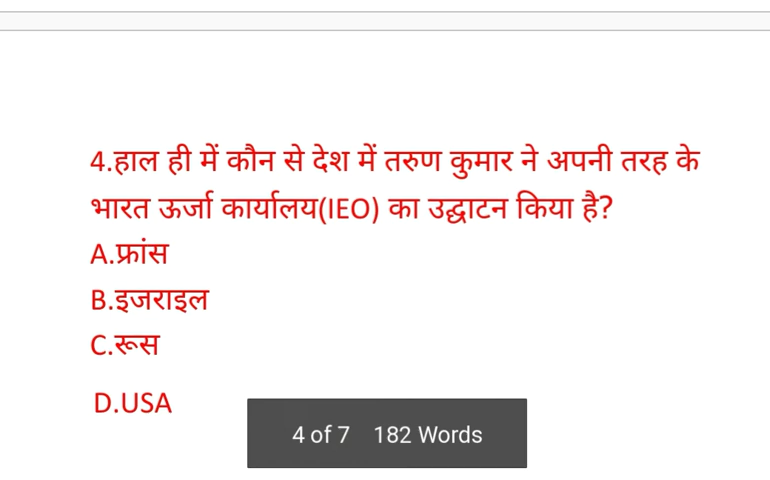 4.हाल ही में कौन से देश में तरुण कुमार ने अपनी तरह के
भारत ऊर्जा कार्यालय(IEO) का उद्घाटन किया है?
A.फ्रांस
B.इजराइल
C.रूस
D.USA
4 of 7 182 Words